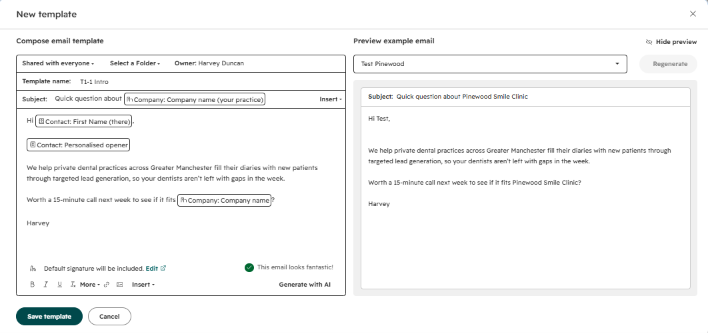 New template
Compose email template
Shared with everyone
Select a Folder
Owner: Harvey Duncan
Template name: T1-1 Intro
Subject: Quick question about Company: Company name (your practice)
Insert
Hi Contact: First Name (there),
Contact: Personalised opener
We help private dental practices across Greater Manchester fill their diaries with new patients
through targeted lead generation, so your dentists aren't left with gaps in the week.
Worth a 15-minute call next week to see if it fits Company: Company name?
Harvey
Default signature will be included. Edit
This email looks fantastic!
B I U Tx More Insert
Generate with AI
Save template
Cancel
Preview example email
Hide preview
Test Pinewood
Regenerate
Subject: Quick question about Pinewood Smile Clinic
Hi Test,
We help private dental practices across Greater Manchester fill their diaries with new patients through
targeted lead generation, so your dentists aren't left with gaps in the week.
Worth a 15-minute call next week to see if it fits Pinewood Smile Clinic?
Harvey